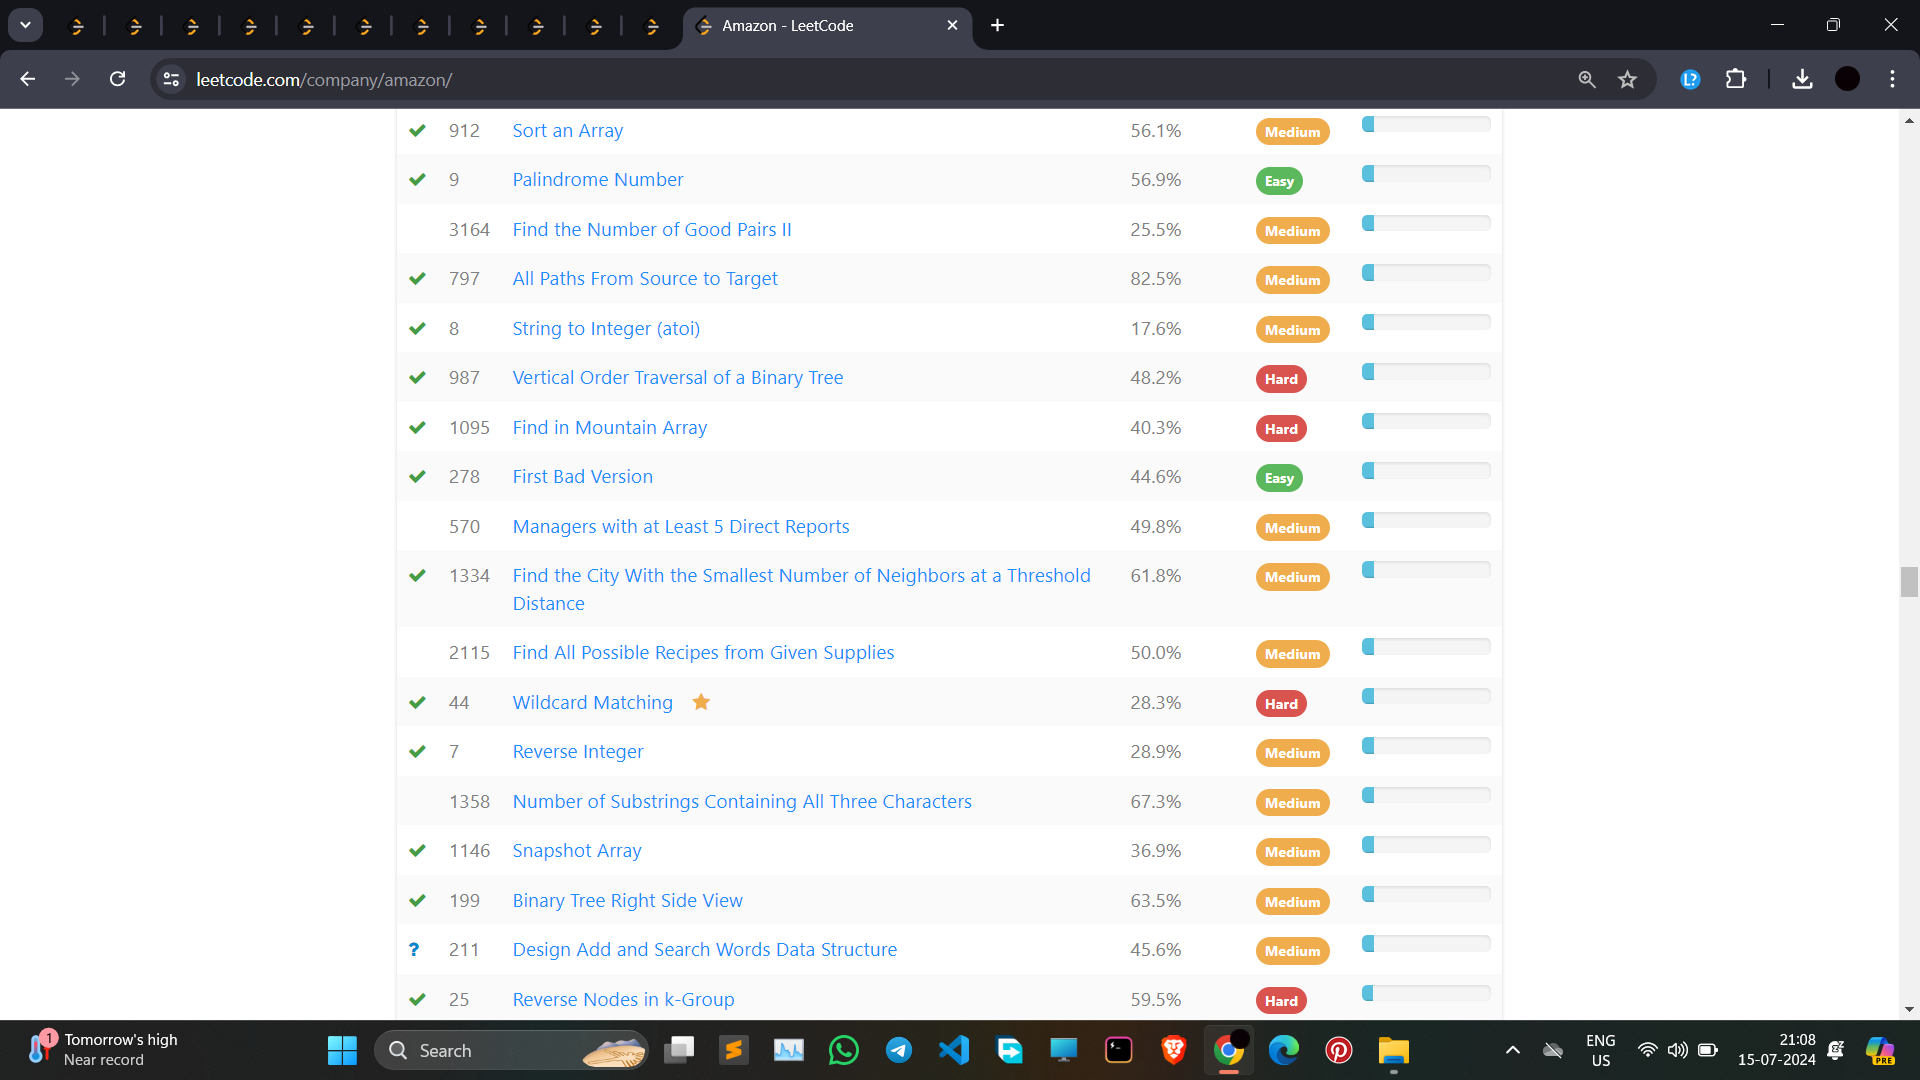 Amazon - LeetCode
leetcode.com/company/amazon/
912 Sort an Array 56.1% Medium
9 Palindrome Number 56.9% Easy
3164 Find the Number of Good Pairs II 25.5% Medium
797 All Paths From Source to Target 82.5% Medium
8 String to Integer (atoi) 17.6% Medium
987 Vertical Order Traversal of a Binary Tree 48.2% Hard
1095 Find in Mountain Array 40.3% Hard
278 First Bad Version 44.6% Easy
570 Managers with at Least 5 Direct Reports 49.8% Medium
1334 Find the City With the Smallest Number of Neighbors at a Threshold 61.8% Medium
Distance
2115 Find All Possible Recipes from Given Supplies 50.0% Medium
44 Wildcard Matching 28.3% Hard
7 Reverse Integer 28.9% Medium
1358 Number of Substrings Containing All Three Characters 67.3% Medium
1146 Snapshot Array 36.9% Medium
199 Binary Tree Right Side View 63.5% Medium
? 211 Design Add and Search Words Data Structure 45.6% Medium
25 Reverse Nodes in k-Group 59.5% Hard
1 Tomorrow's high
Near record
Search
ENG
US
21:08
15-07-2024
PRE